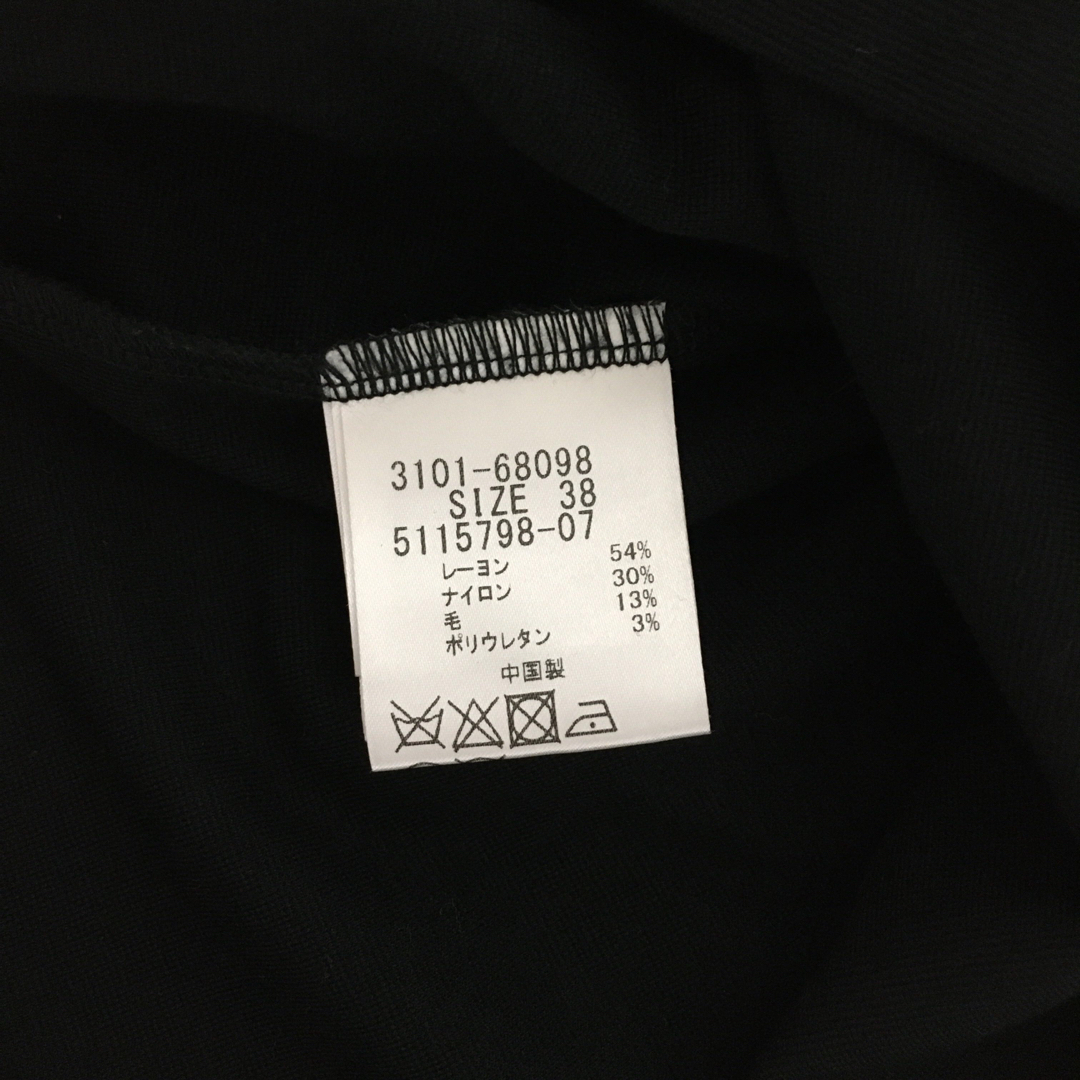 3101-68098
SIZE 38
5115798-07
レーヨン 54%
ナイロン 30%
毛 13%
ポリウレタン 3%
中国製